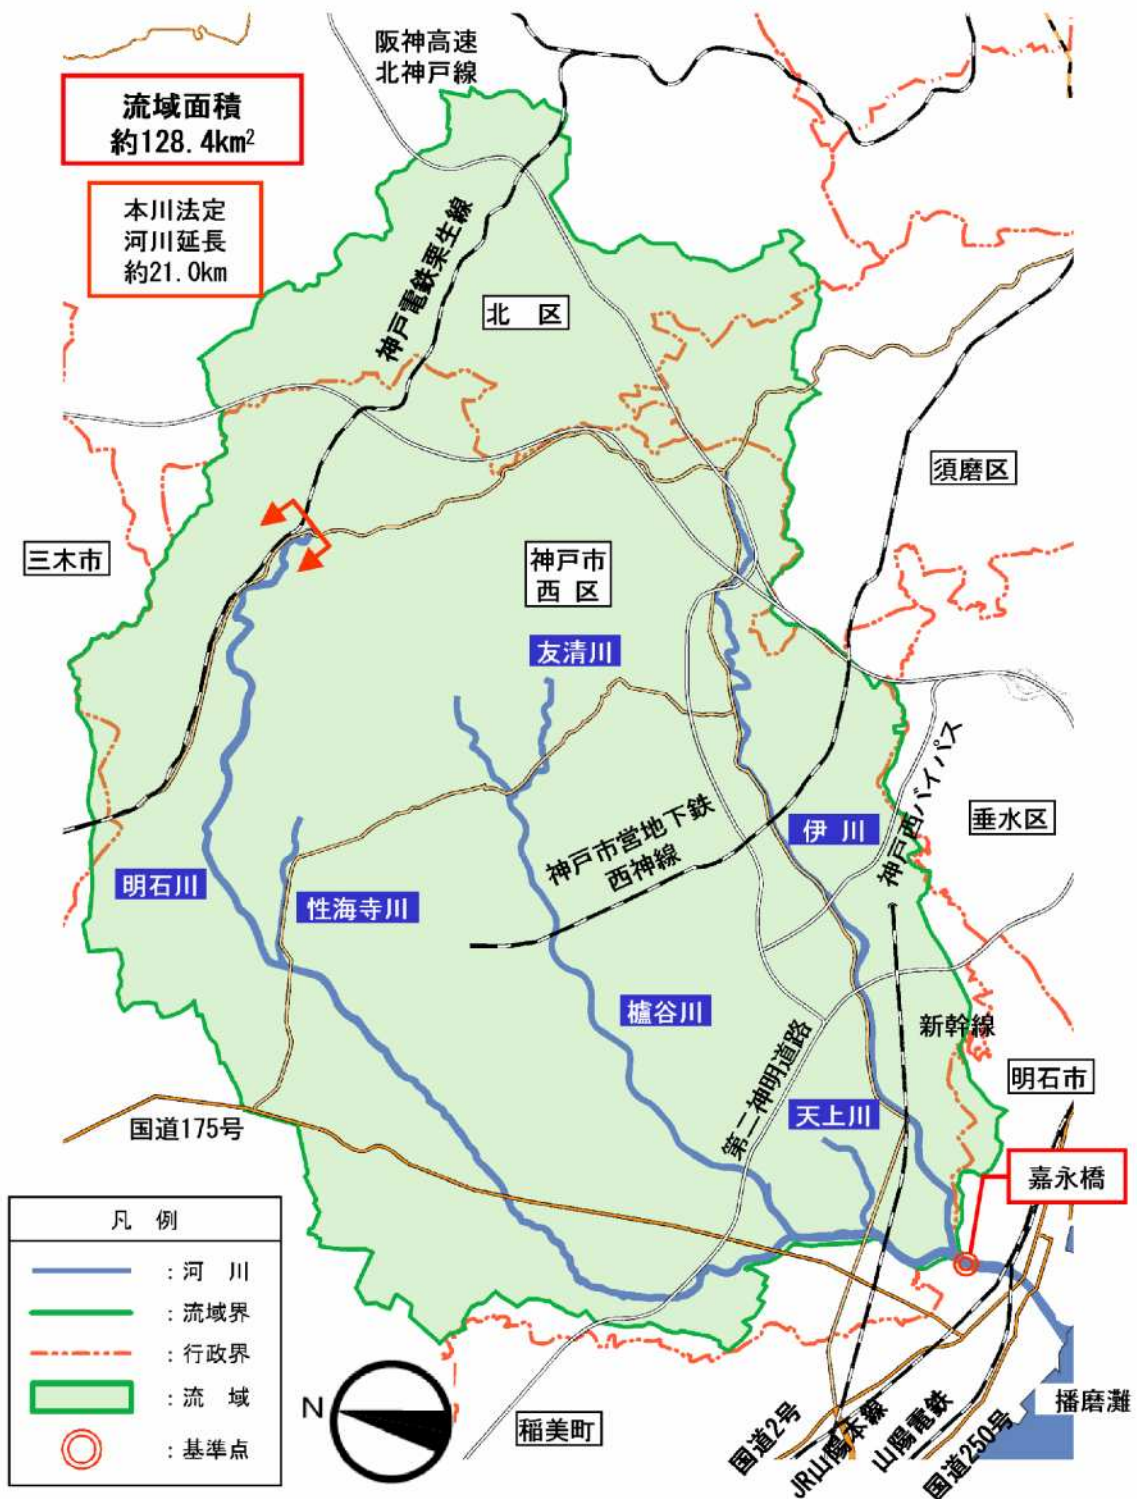 阪神高速
北神戸線
流域面積
約128.4km²
本川法定
河川延長
約21.0km
神戸電鉄栗生線
北 区
須磨区
三木市
神戸市
西 区
友清川
神戸西バイパス
垂水区
神戸市営地下鉄
西神線
伊 川
明石川
性海寺川
櫨谷川
新幹線
第二神明道路
明石市
天上川
国道175号
嘉永橋
凡 例
：河 川
：流域界
：行政界
：流 域
：基準点
N
稲美町
播磨灘
国道2号
JR山陽本線
山陽電鉄
国道250号